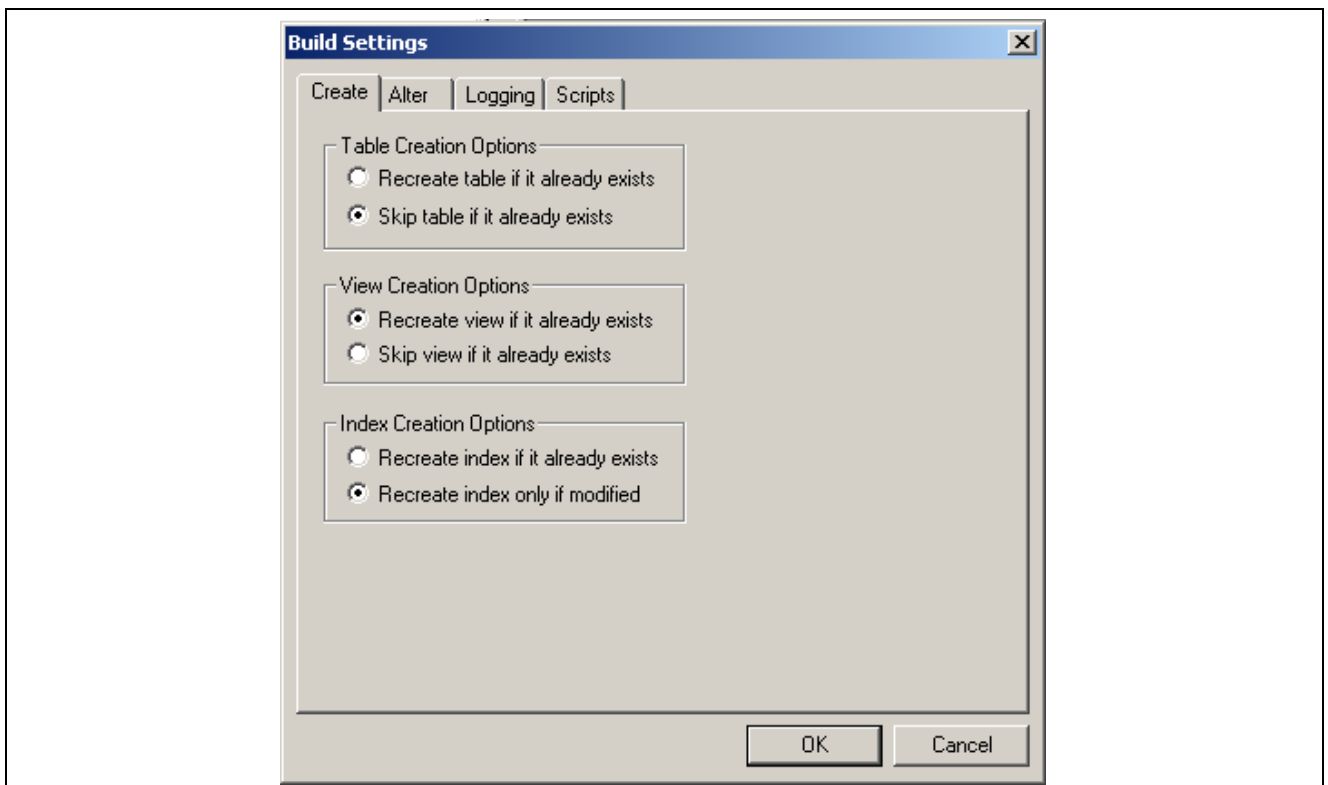 Build Settings
Create Alter Logging Scripts
Table Creation Options
Recreate table if it already exists
Skip table if it already exists
View Creation Options
Recreate view if it already exists
Skip view if it already exists
Index Creation Options
Recreate index if it already exists
Recreate index only if modified
OK Cancel